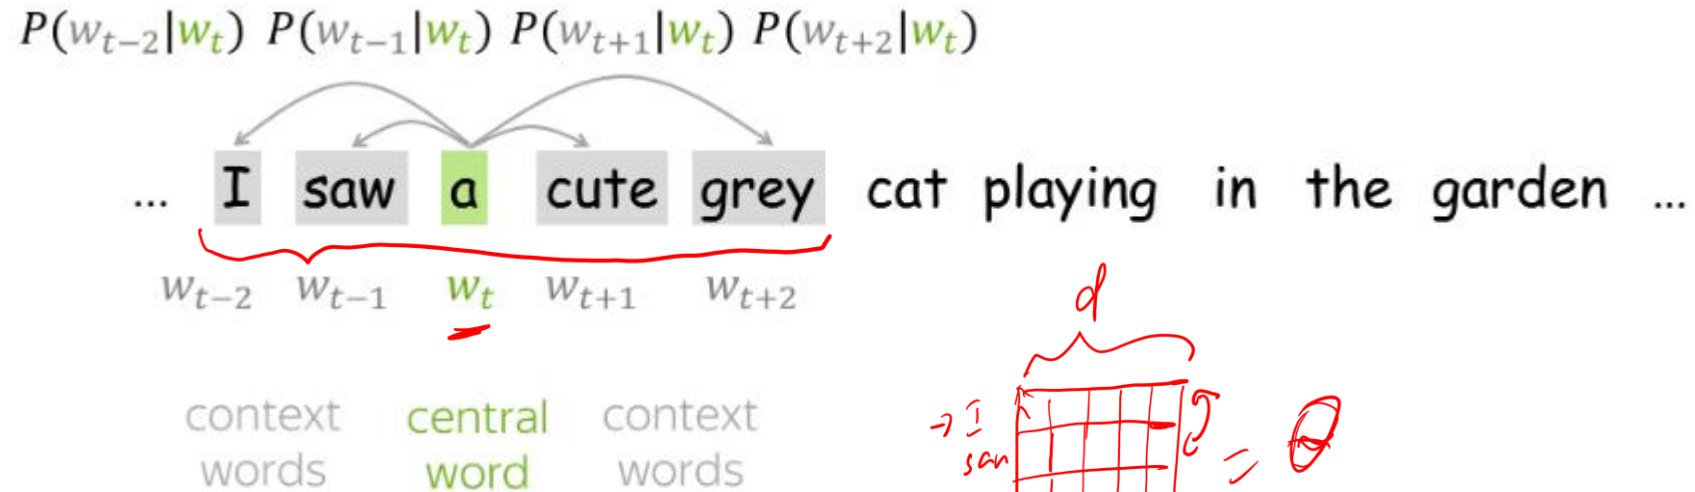 P(w_{t−2}|w_t) P(w_{t−1}|w_t) P(w_{t+1}|w_t) P(w_{t+2}|w_t)
... I saw a cute grey cat playing in the garden ...
w_{t−2} w_{t−1} w_t w_{t+1} w_{t+2}
d
context central context
words word words
→ I
saw
= θ